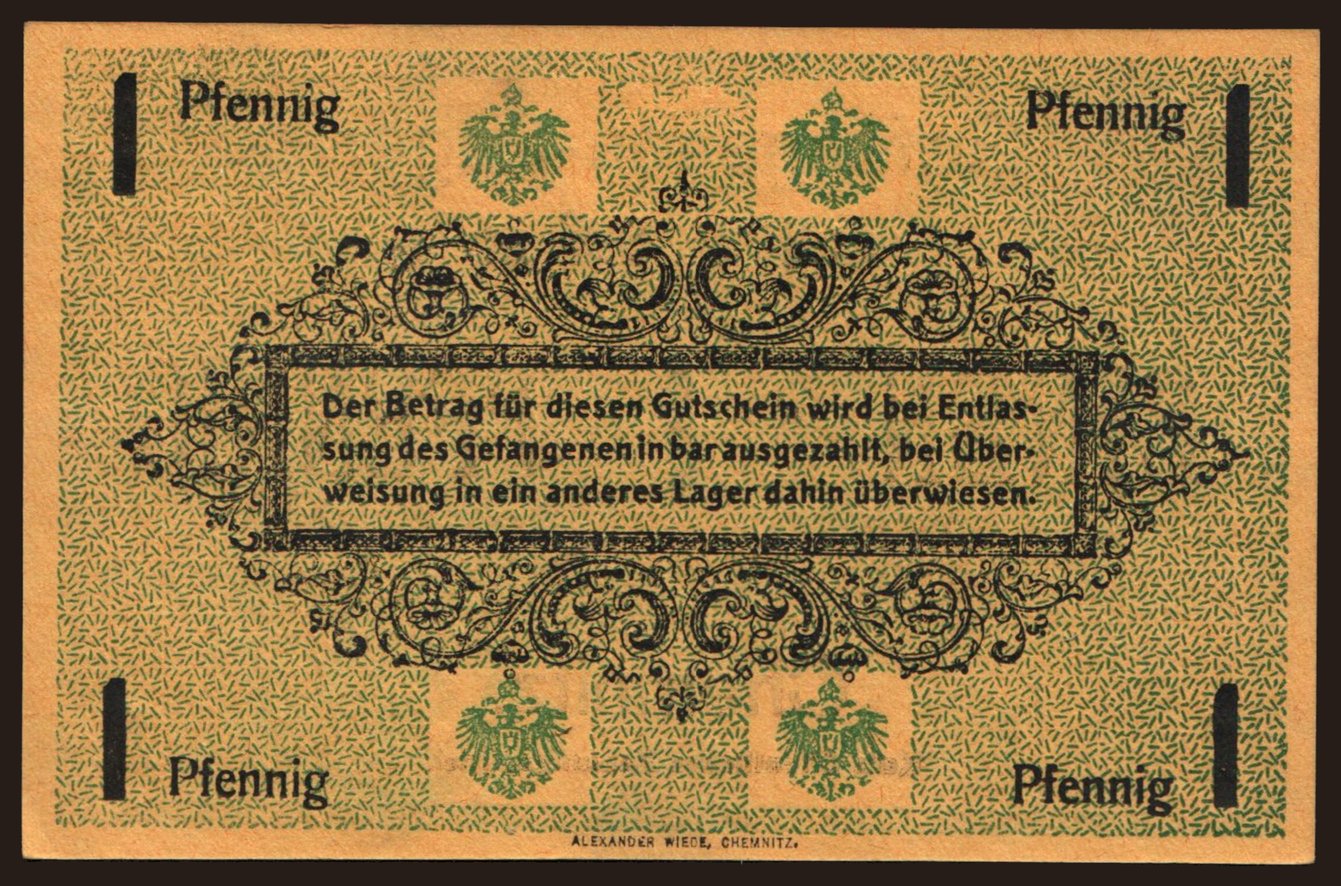 1 Pfennig Pfennig 1
Der Betrag für diesen Gutschein wird bei Entlas-
sung des Gefangenen in bar ausgezahlt, bei Über-
weisung in ein anderes Lager dahin überwiesen.
1 Pfennig Pfennig 1
ALEXANDER WIEDE, CHEMNITZ.